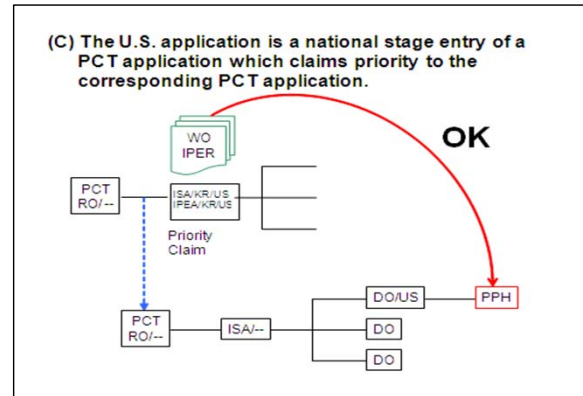 (C) The U.S. application is a national stage entry of a
PCT application which claims priority to the
corresponding PCT application.
WO
IPER
OK
PCT
RO/--
ISA/KR/US
IPEA/KR/US
Priority
Claim
DO/US
PPH
PCT
RO/--
ISA/--
DO
DO